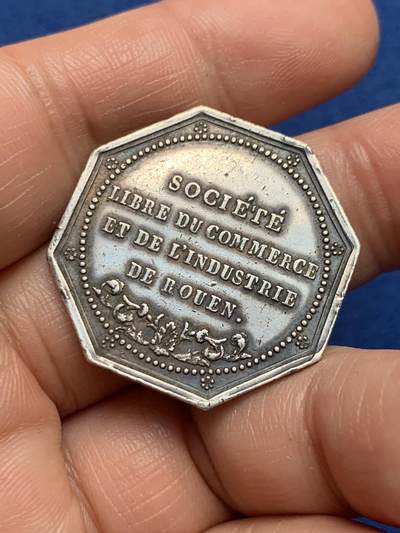 SOCIÉTÉ
LIBRE DU COMMERCE
ET DE L'INDUSTRIE
DE ROUEN.